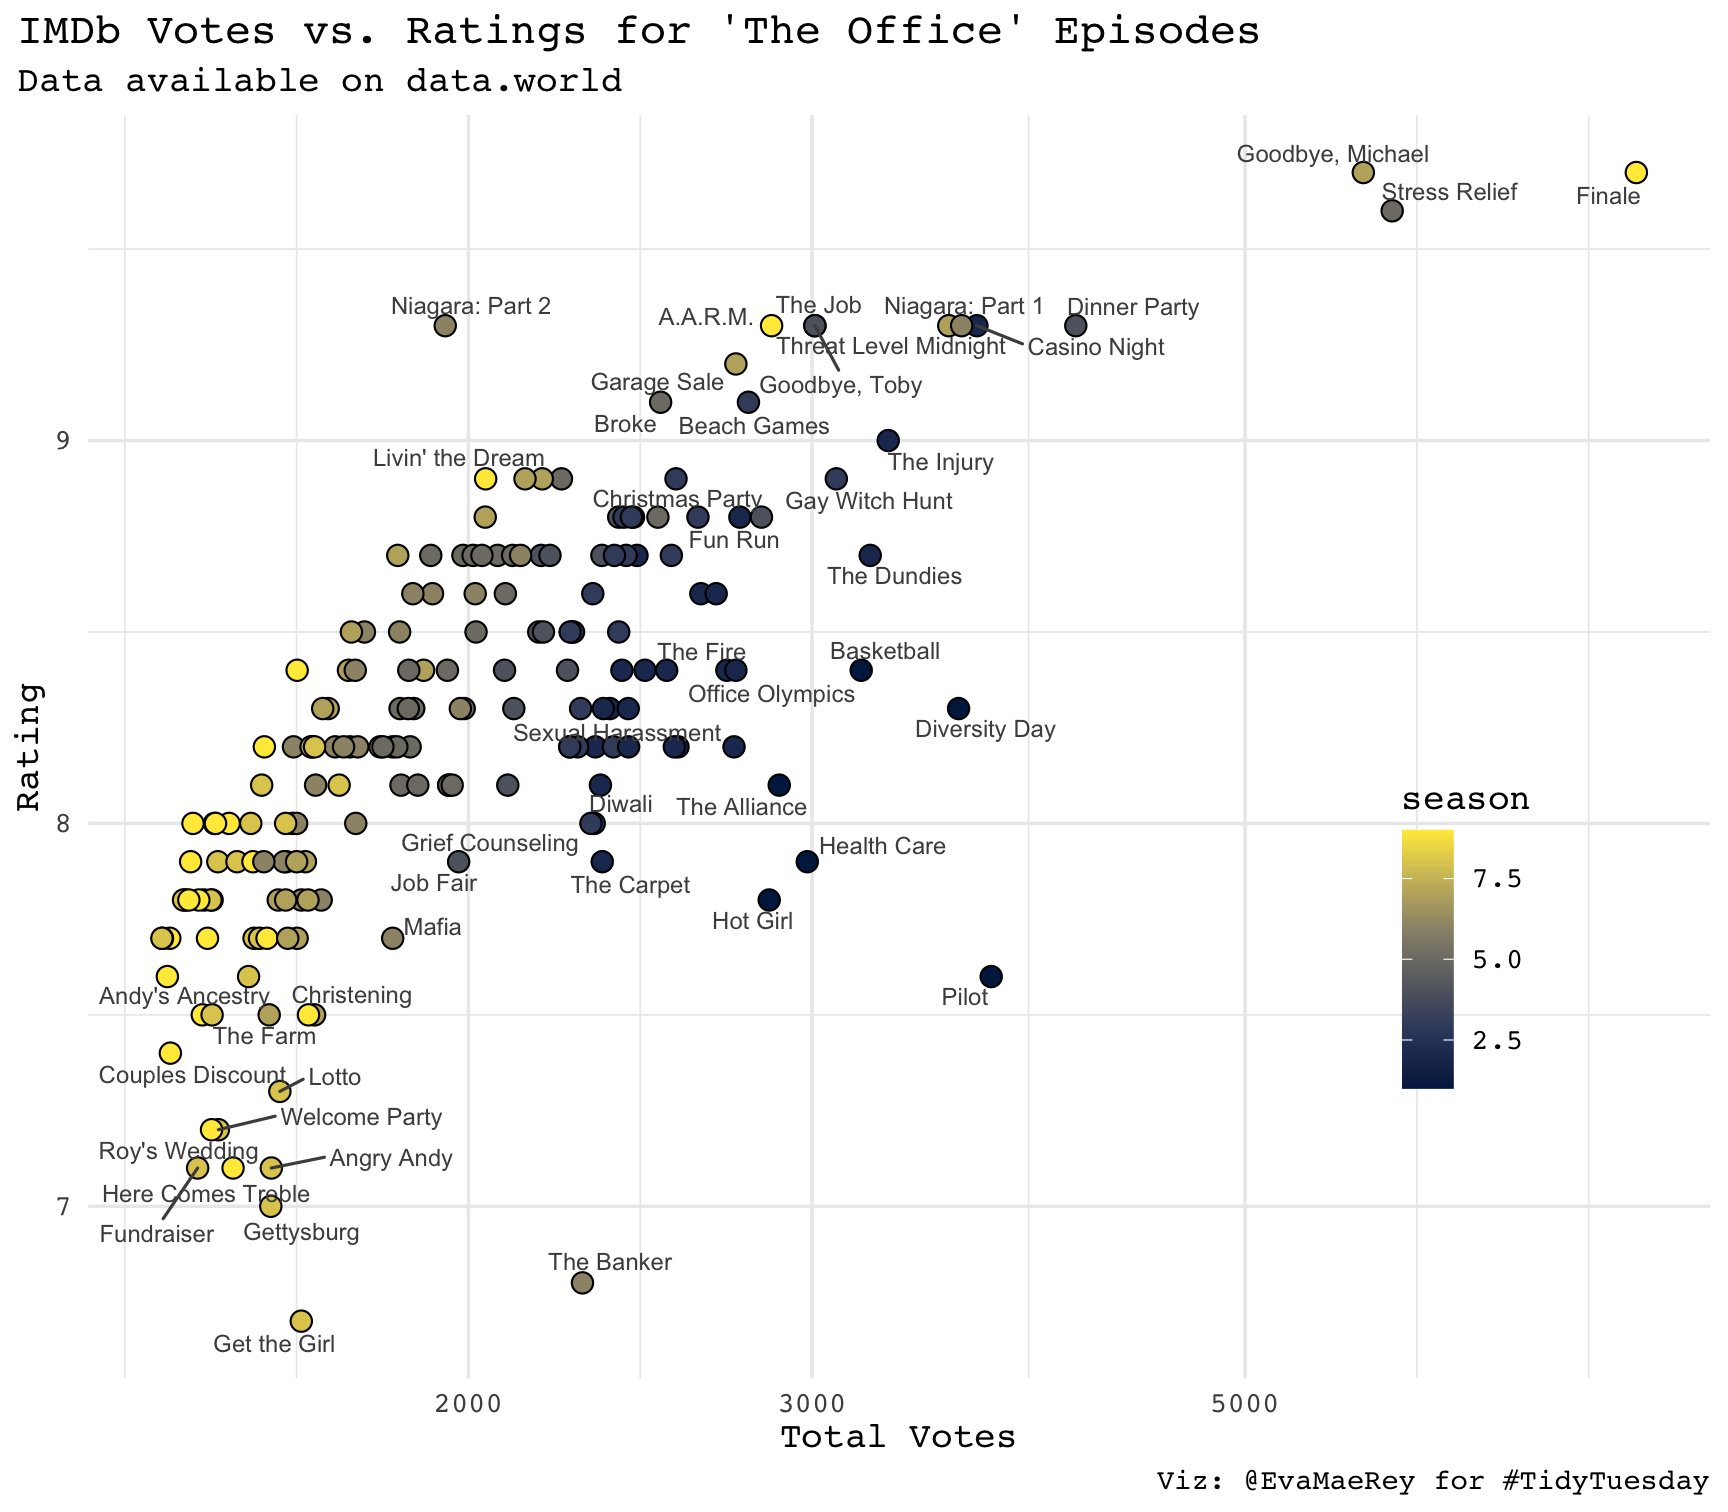 IMDb Votes vs. Ratings for 'The Office' Episodes
Data available on data.world
Goodbye, Michael
Stress Relief
Finale
Niagara: Part 2
A.A.R.M.
The Job
Niagara: Part 1
Dinner Party
Threat Level Midnight
Casino Night
Garage Sale
Goodbye, Toby
Broke
Beach Games
9
Livin' the Dream
The Injury
Christmas Party
Gay Witch Hunt
Fun Run
The Dundies
The Fire
Basketball
Office Olympics
Diversity Day
Sexual Harassment
Rating
Diwali
The Alliance
season
8
Grief Counseling
Health Care
Job Fair
The Carpet
7.5
Hot Girl
Mafia
5.0
Andy's Ancestry
Christening
Pilot
The Farm
2.5
Couples Discount
Lotto
Welcome Party
Roy's Wedding
Angry Andy
Here Comes Treble
7
Fundraiser
Gettysburg
The Banker
Get the Girl
2000
3000
5000
Total Votes
Viz: @EvaMaeRey for #TidyTuesday